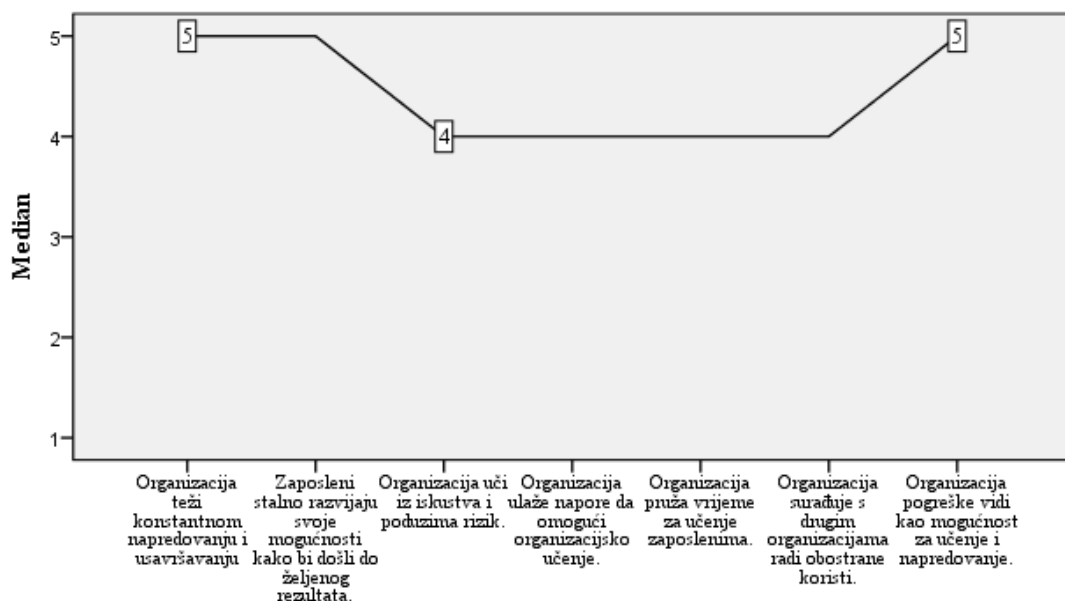 Median
5
4
3
2
1
5
4
5
Organizacija
teži
konstantnom
napredovanju i
usavršavanju
Zaposleni
stalno razvijaju
svoje
mogućnosti
kako bi došli do
željenog
rezultata.
Organizacija uči
iz iskustva i
poduzima rizik.
Organizacija
ulaže napore da
omogući
organizacijsko
učenje.
Organizacija
pruža vrijeme
za učenje
zaposlenima.
Organizacija
surađuje s
drugim
organizacijama
radi obostrane
koristi.
Organizacija
pogreške vidi
kao mogućnost
za učenje i
napredovanje.